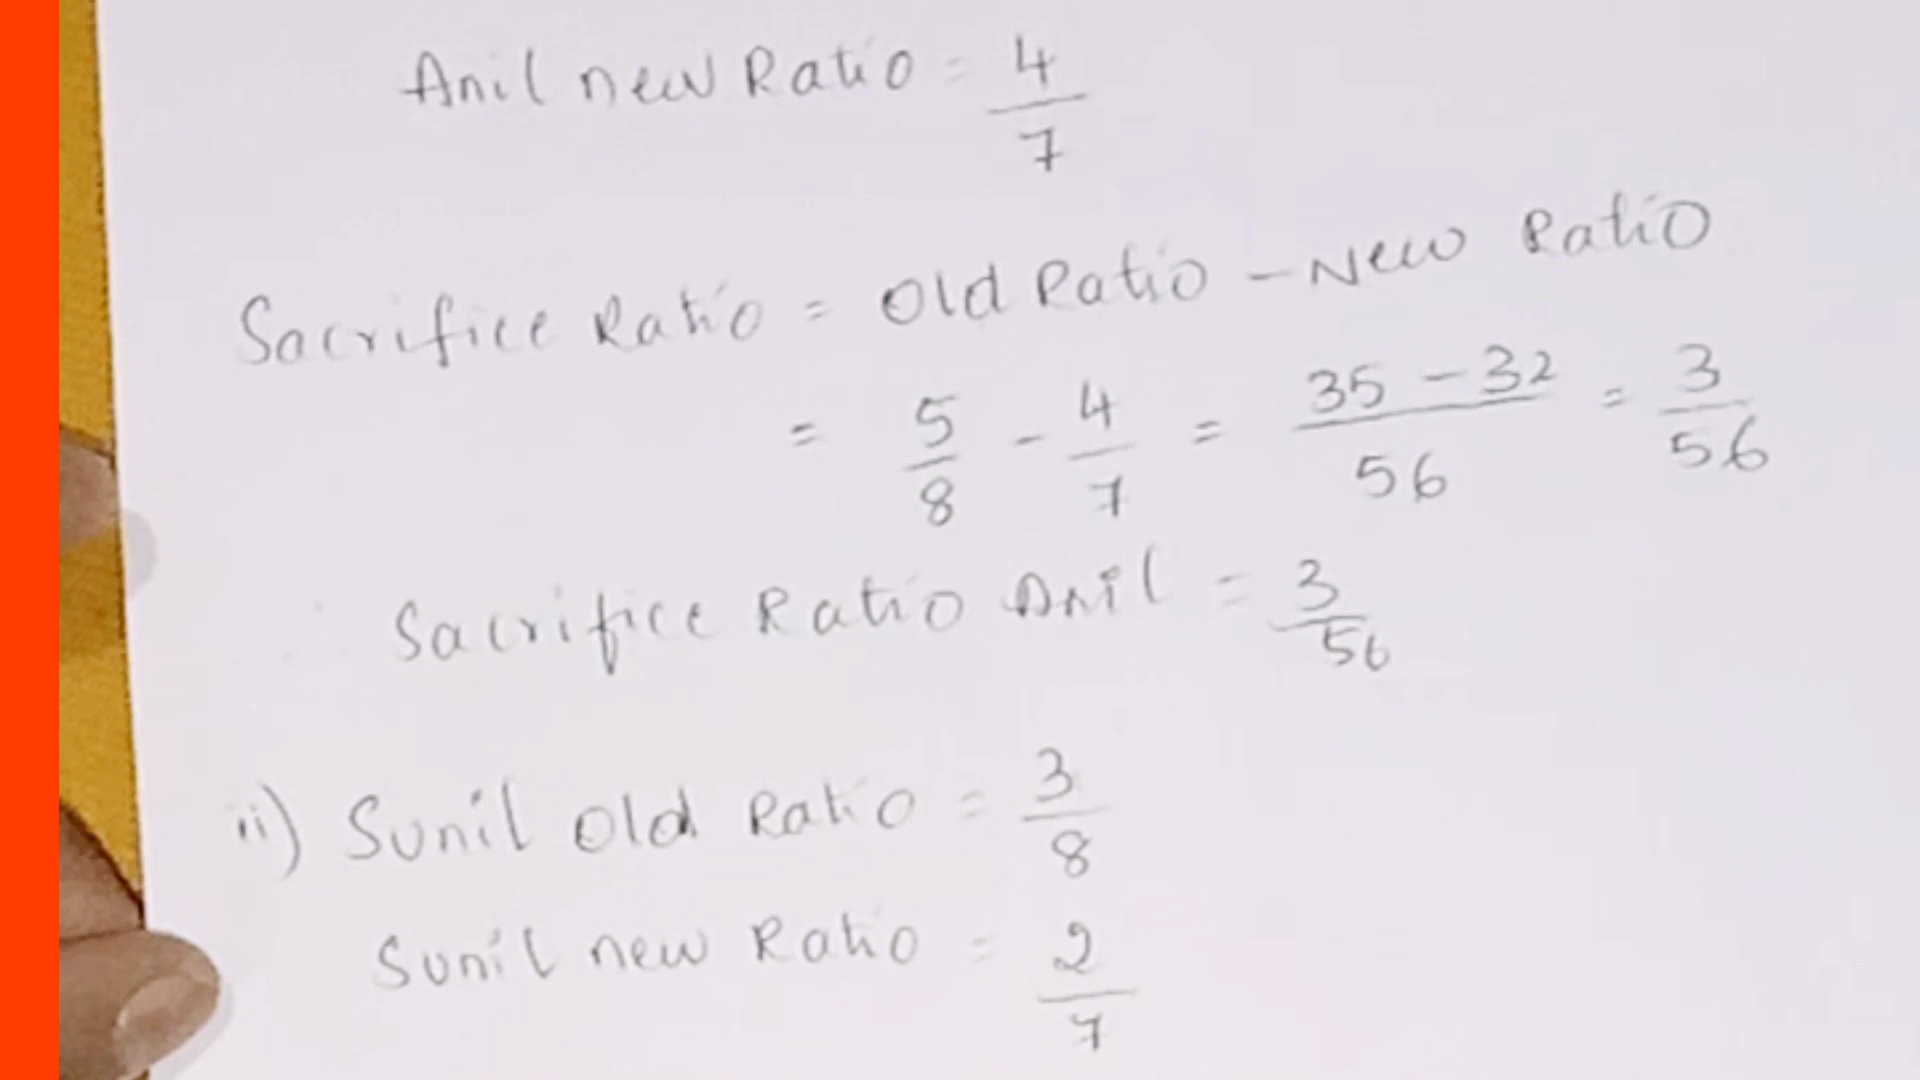 Anil new Ratio = 4/7
Sacrifice Ratio = Old Ratio - New Ratio
= 5/8 - 4/7 = 35 - 32/56 = 3/56
Sacrifice Ratio Anil = 3/56
ii) Sunil Old Ratio = 3/8
Sunil new Ratio = 2/7